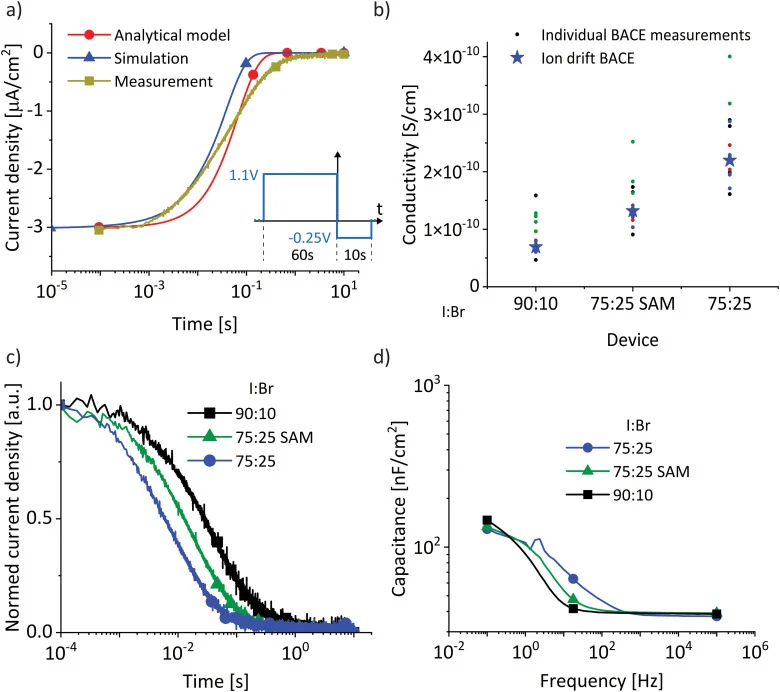 a)
Analytical model
Simulation
Measurement
Current density [µA/cm²]
0
-1
-2
-3
1.1V
-0.25V
t
60s
10s
10⁻⁵
10⁻³
10⁻¹
10¹
Time [s]
b)
Individual BACE measurements
Ion drift BACE
Conductivity [S/cm]
4×10⁻¹⁰
3×10⁻¹⁰
2×10⁻¹⁰
1×10⁻¹⁰
0
I:Br
90:10
75:25 SAM
75:25
Device
c)
I:Br
90:10
75:25 SAM
75:25
Normed current density [a.u.]
1.0
0.5
0.0
10⁻⁴
10⁻²
10⁰
Time [s]
d)
I:Br
75:25
75:25 SAM
90:10
Capacitance [nF/cm²]
10³
10²
10⁻²
10⁰
10²
10⁴
10⁶
Frequency [Hz]